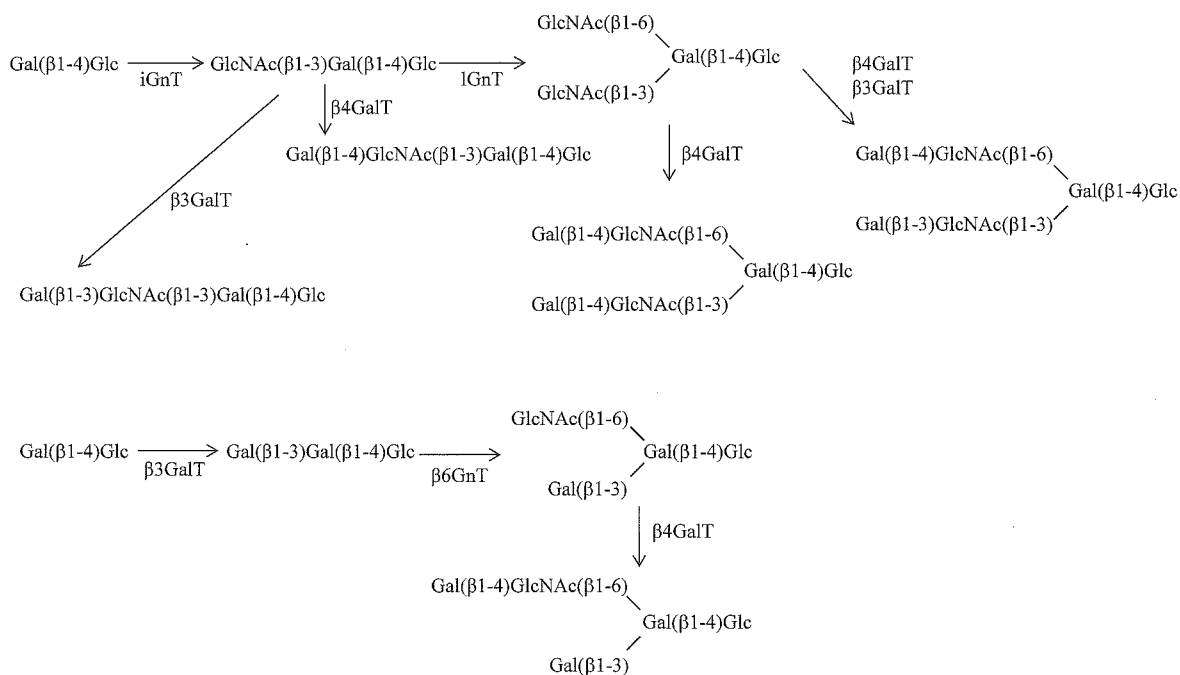 GlcNAc(β1-6)
Gal(β1-4)Glc
iGnT
GlcNAc(β1-3)Gal(β1-4)Glc
lGnT
Gal(β1-4)Glc
GlcNAc(β1-3)
β4GalT
β3GalT
β4GalT
Gal(β1-4)GlcNAc(β1-3)Gal(β1-4)Glc
β4GalT
Gal(β1-4)GlcNAc(β1-6)
Gal(β1-4)Glc
Gal(β1-3)GlcNAc(β1-3)
β3GalT
Gal(β1-4)GlcNAc(β1-6)
Gal(β1-4)Glc
Gal(β1-4)GlcNAc(β1-3)
Gal(β1-3)GlcNAc(β1-3)Gal(β1-4)Glc
GlcNAc(β1-6)
Gal(β1-4)Glc
β3GalT
Gal(β1-3)Gal(β1-4)Glc
β6GnT
Gal(β1-4)Glc
Gal(β1-3)
β4GalT
Gal(β1-4)GlcNAc(β1-6)
Gal(β1-4)Glc
Gal(β1-3)